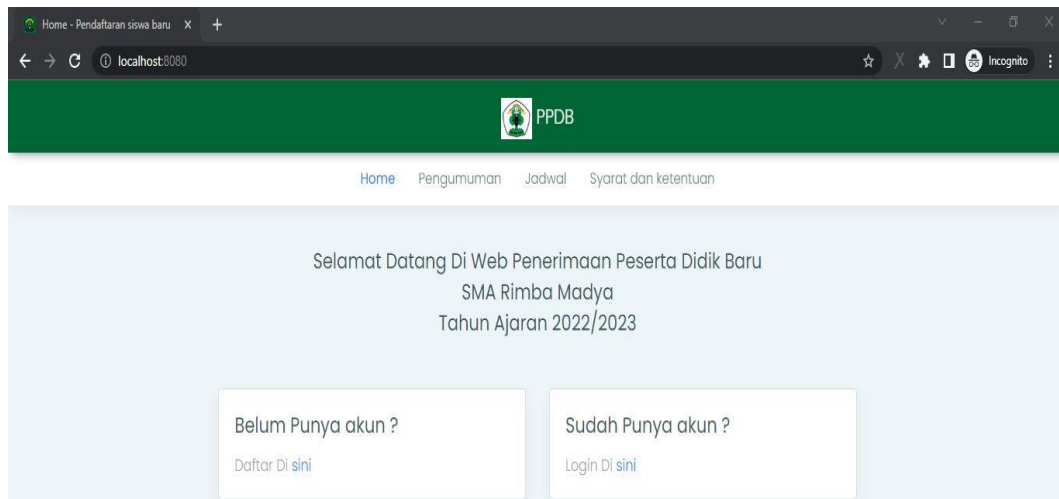 Home - Pendaftaran siswa baru
localhost:8080
Incognito
PPDB
Home Pengumuman Jadwal Syarat dan ketentuan
Selamat Datang Di Web Penerimaan Peserta Didik Baru
SMA Rimba Madya
Tahun Ajaran 2022/2023
Belum Punya akun ?
Daftar Di sini
Sudah Punya akun ?
Login Di sini